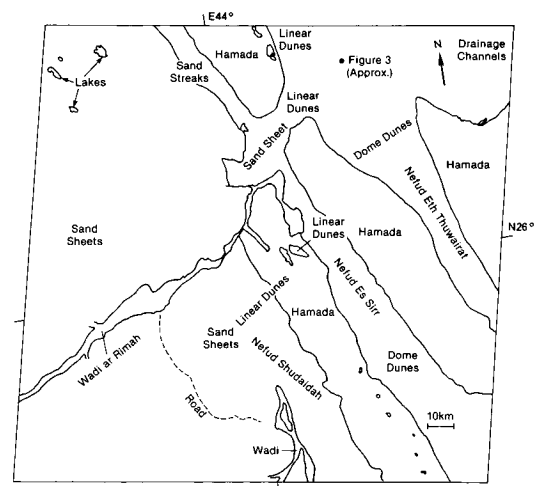 E44°
Linear
Dunes
Hamada
Lakes
Sand
Streaks
Figure 3
(Approx.)
N
Drainage
Channels
Linear
Dunes
Sand Sheet
Dome Dunes
Hamada
Nefud Eth Thuwairat
N26°
Sand
Sheets
Linear
Dunes
Hamada
Nefud Es Sirr
Linear Dunes
Hamada
Sand
Sheets
Nefud Shudaidah
Dome
Dunes
Wadi ar Rimah
Road
Wadi
10km